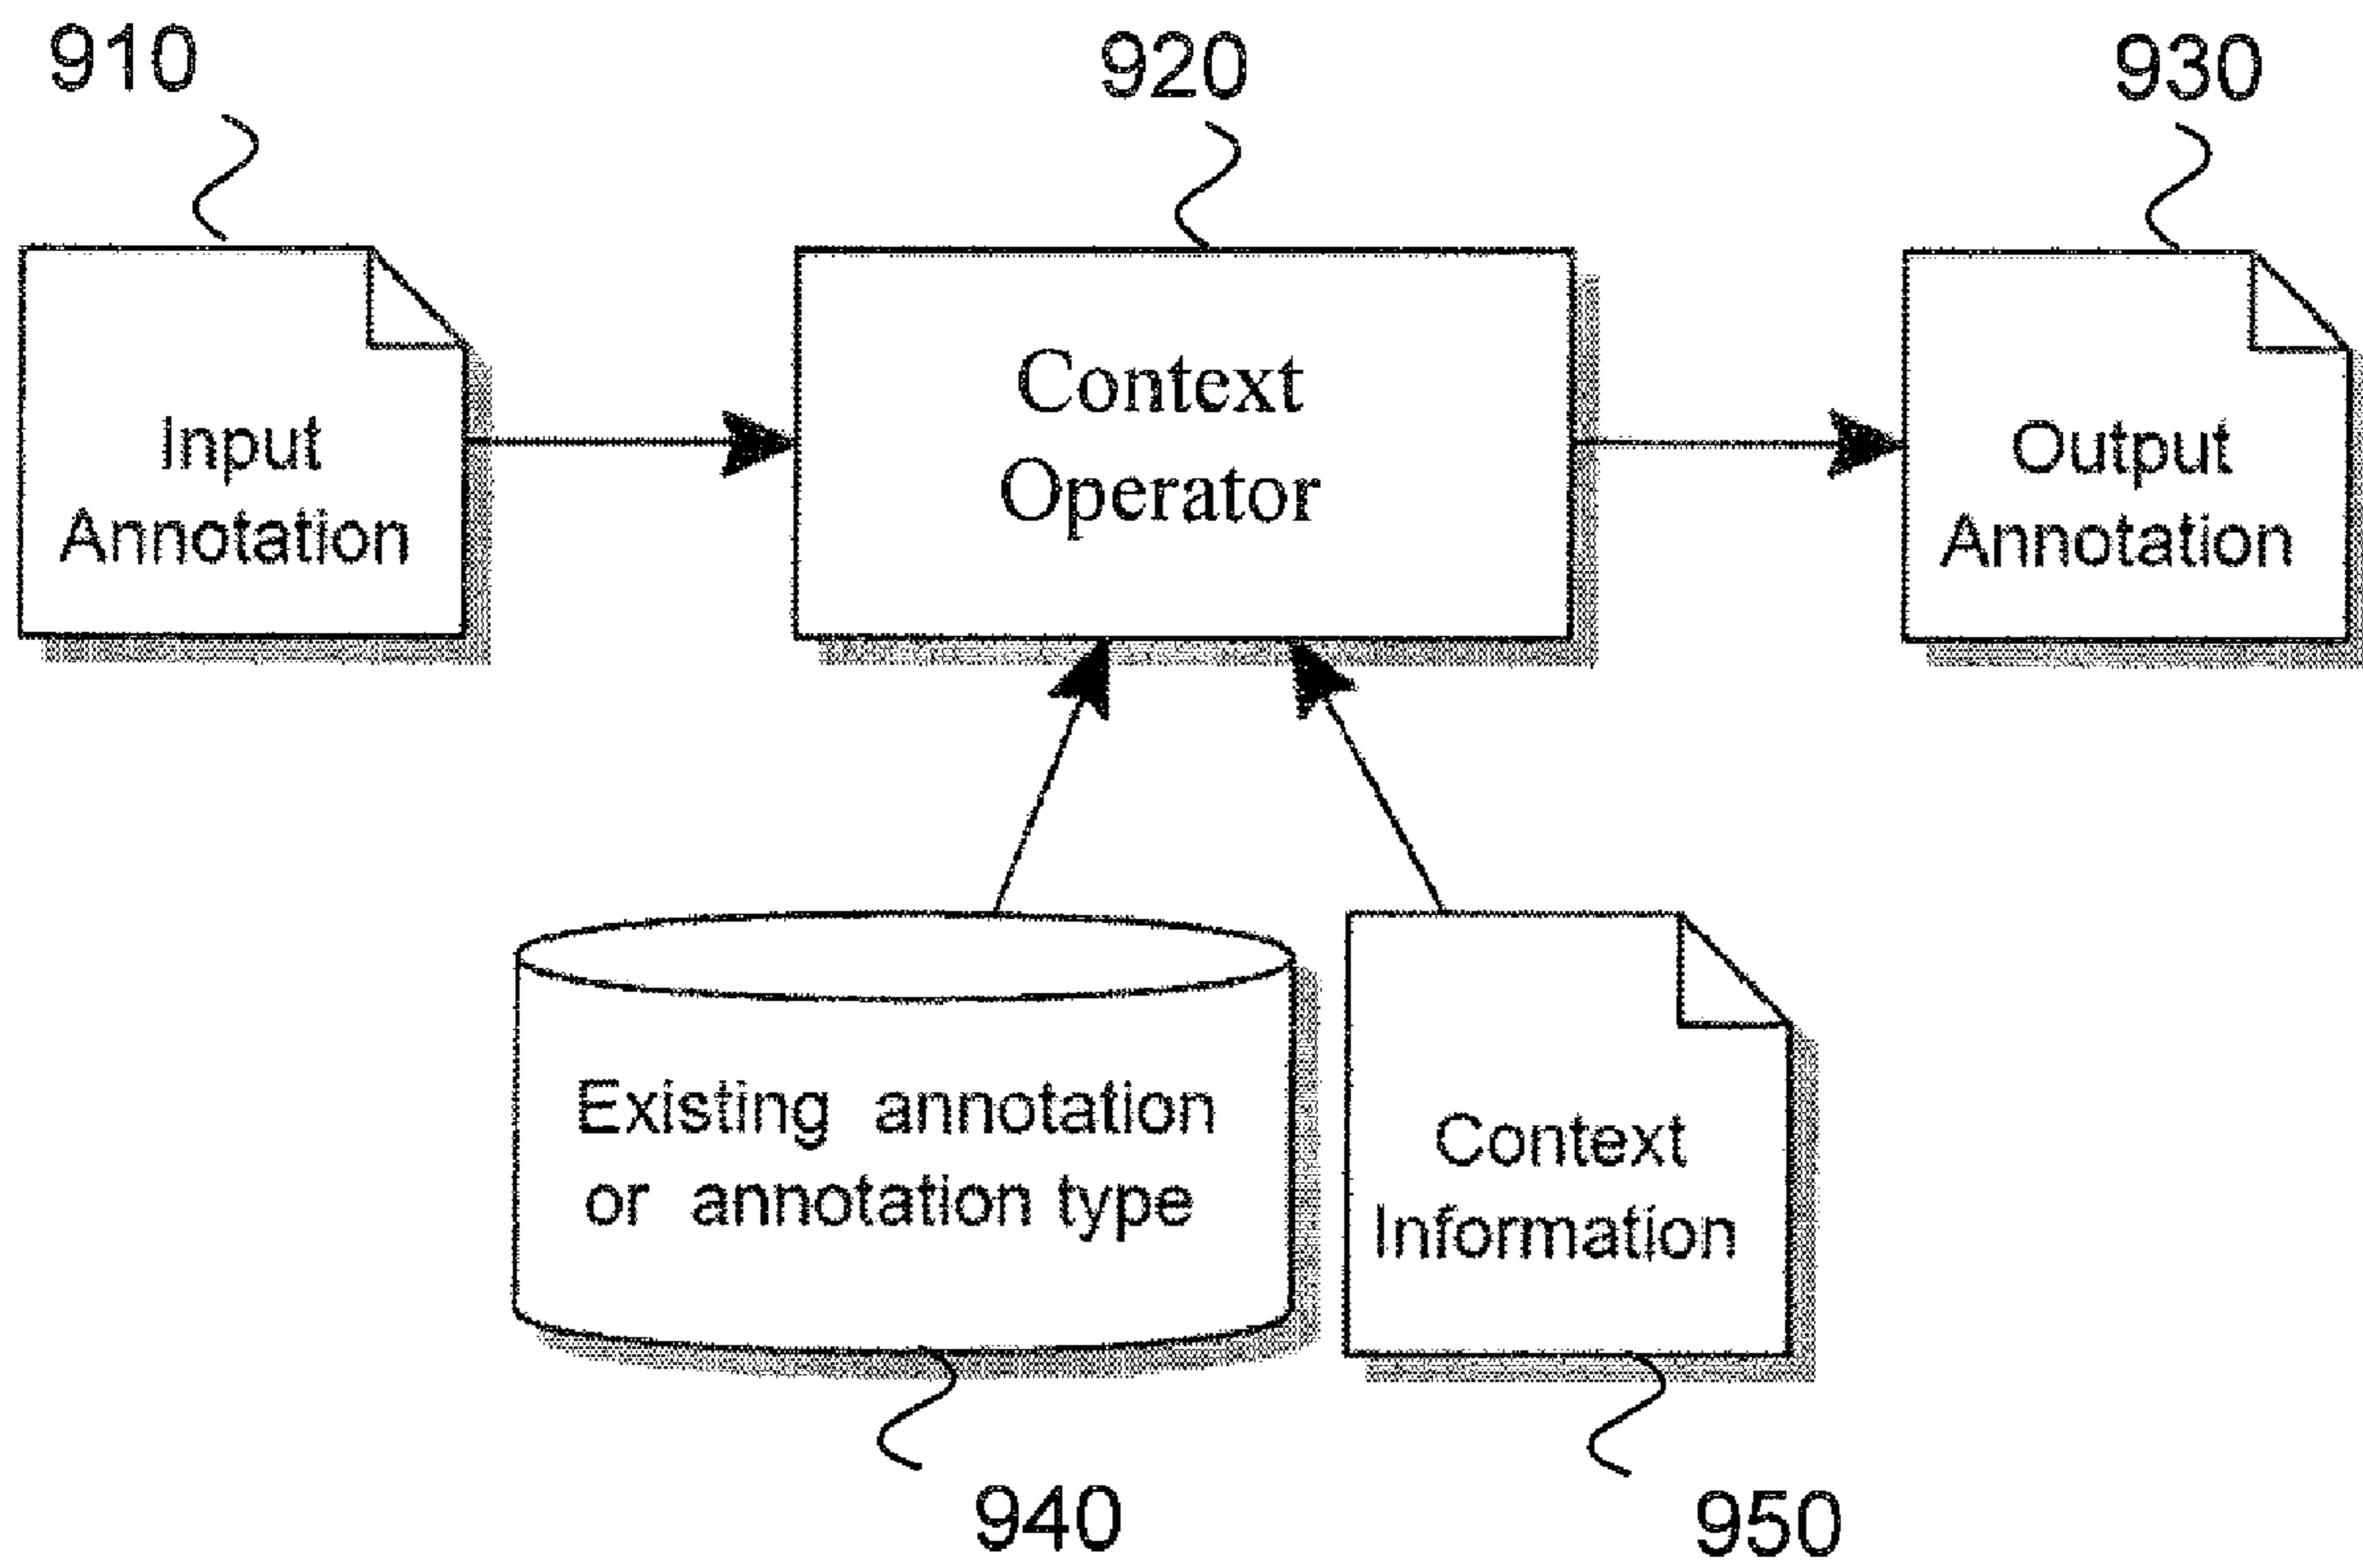 910
920
930
Input
Annotation
Context
Operator
Output
Annotation
Existing annotation
or annotation type
Context
Information
940
950